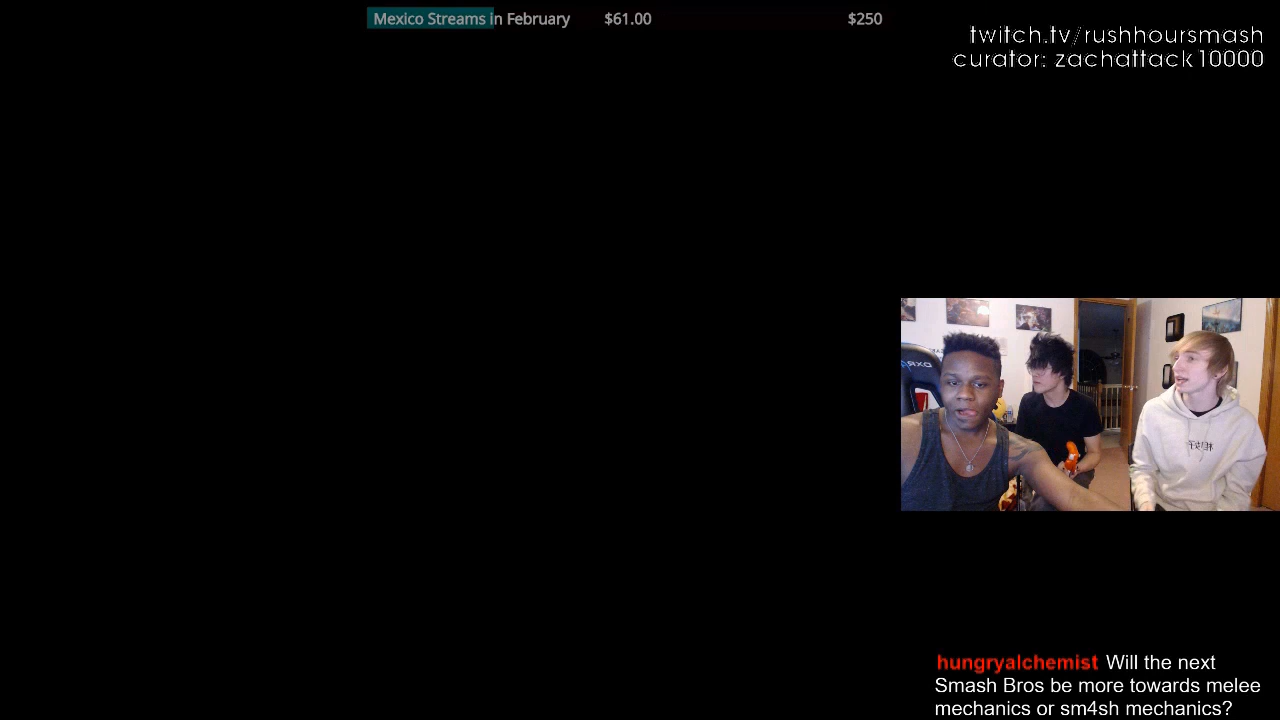 Mexico Streams in February $61.00 $250
twitch.tv/rushhoursmash
curator: zachattack10000
hungryalchemist Will the next
Smash Bros be more towards melee
mechanics or sm4sh mechanics?